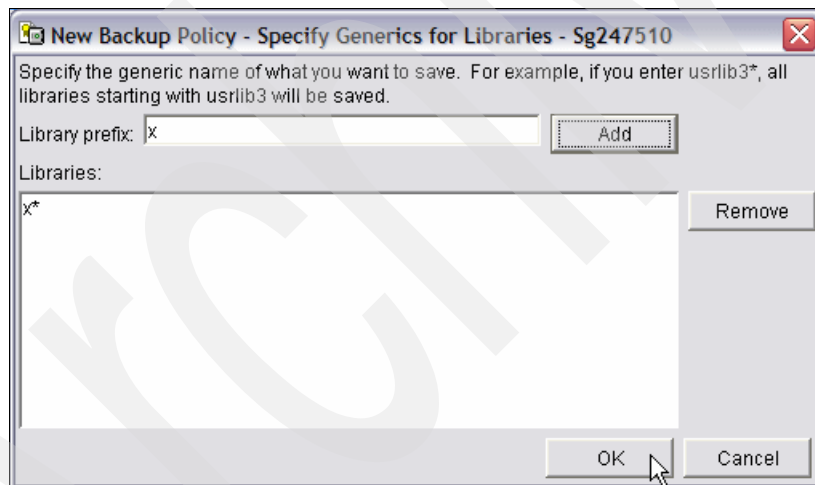 New Backup Policy - Specify Generics for Libraries - Sg247510
Specify the generic name of what you want to save. For example, if you enter usrlib3*, all
libraries starting with usrlib3 will be saved.
Library prefix: x Add
Libraries:
x*
Remove
OK Cancel